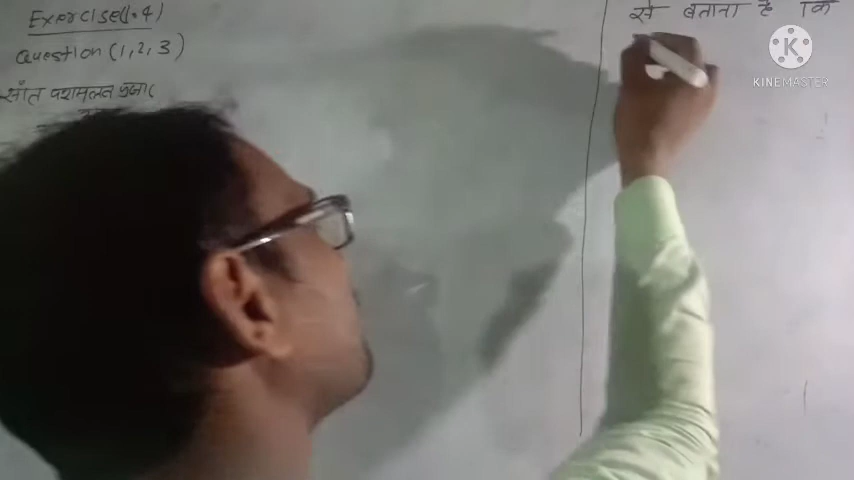 Exercise(1.4)
Question (1,2,3)
सांत दशमलव प्रसार
से बताना है कि
KINEMASTER